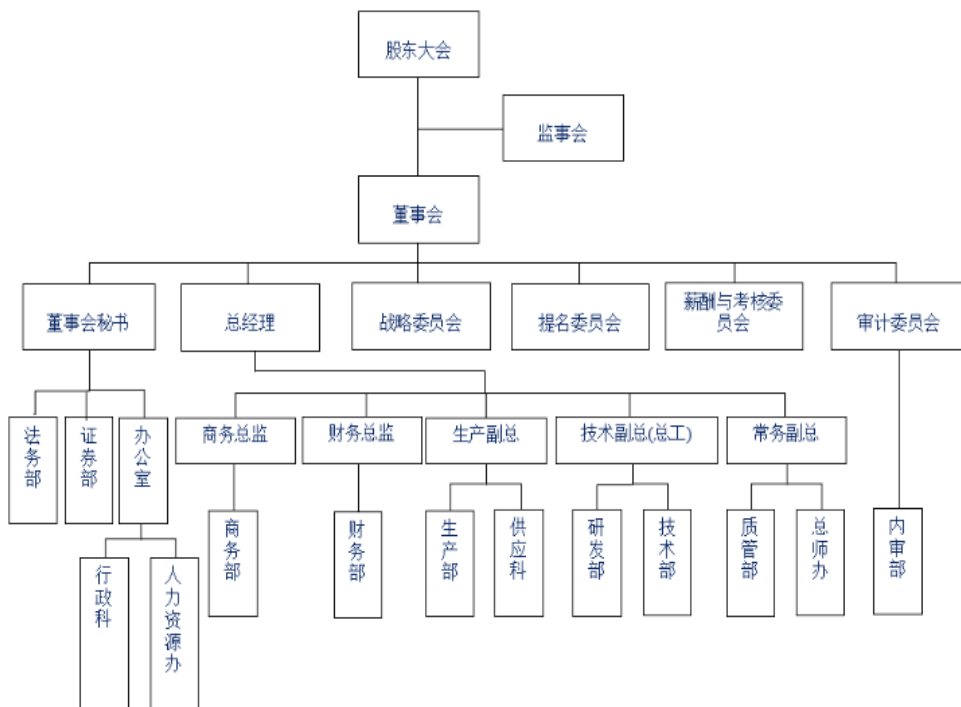 股东大会
监事会
董事会
董事会秘书
总经理
战略委员会
提名委员会
薪酬与考核委
员会
审计委员会
法务部
证券部
办公室
商务总监
财务总监
生产副总
技术副总(总工)
常务副总
商务部
财务部
生产部
供应科
研发部
技术部
质管部
总师办
内审部
行政科
人力资源办